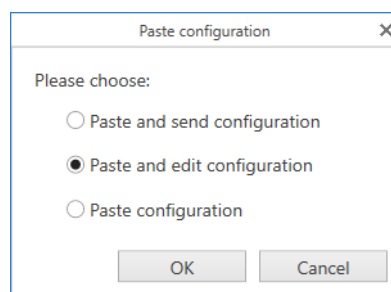 Paste configuration
Please choose:
Paste and send configuration
Paste and edit configuration
Paste configuration
OK Cancel